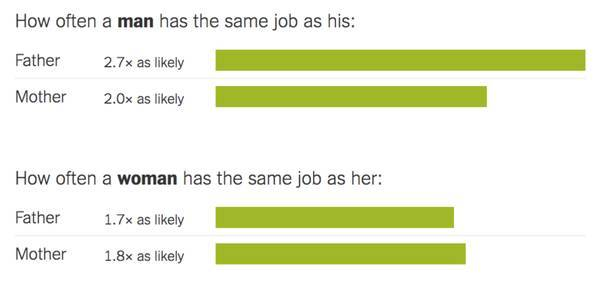 How often a man has the same job as his:
Father 2.7× as likely
Mother 2.0× as likely
How often a woman has the same job as her:
Father 1.7× as likely
Mother 1.8× as likely